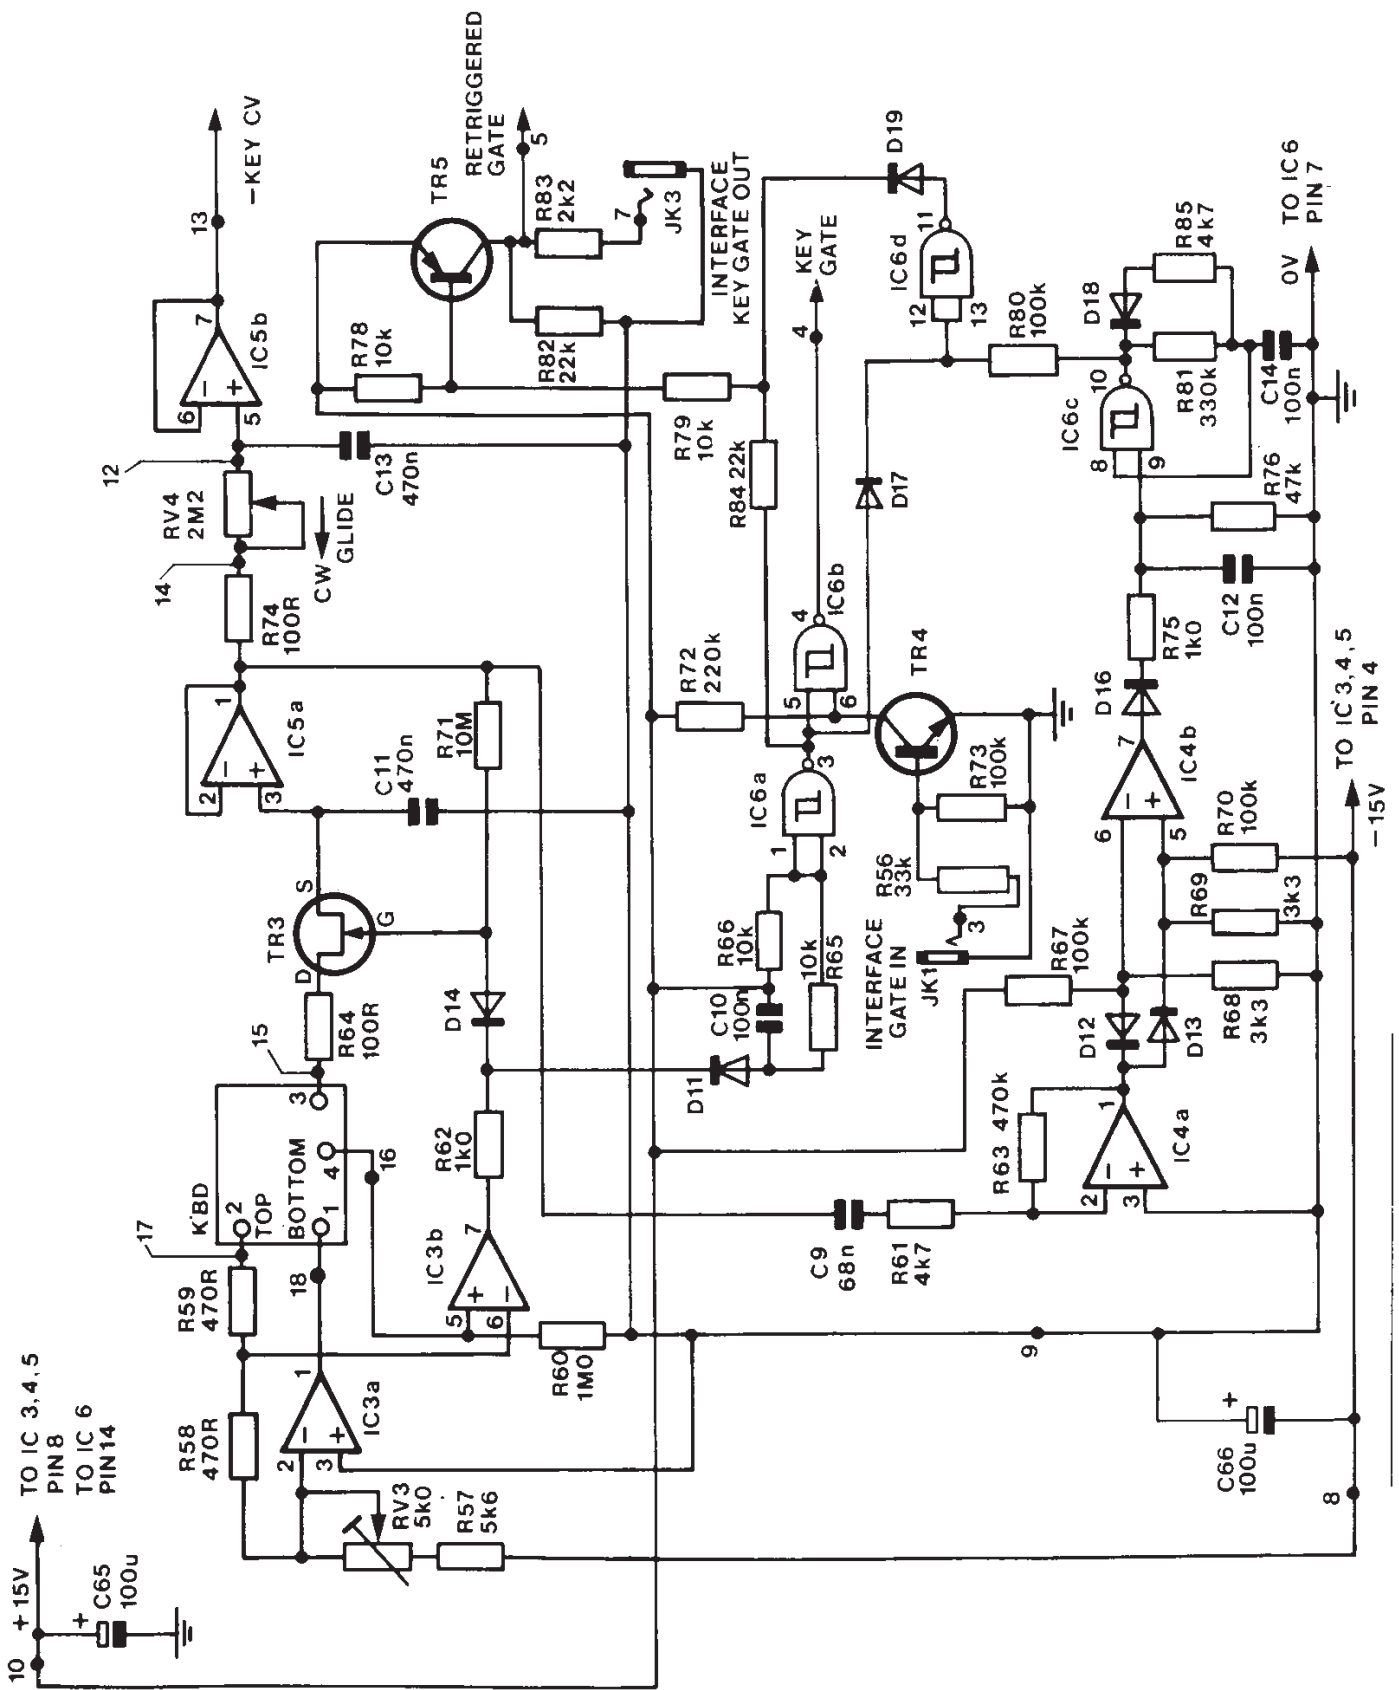 10
+15V
TO IC 3,4,5
PIN 8
TO IC 6
PIN14
+
C65
100u
R58
470R
R59
470R
17
K'BD
2
TOP
BOTTOM
1
3
4
18
16
15
2
3
1
−
+
IC3a
RV3
5k0
R57
5k6
R64
100R
D
TR3
S
G
2
3
1
−
+
IC5a
R74
100R
14
RV4
2M2
12
CW
GLIDE
6
5
7
−
+
IC5b
13
−KEY CV
C11
470n
C13
470n
IC3b
5
6
7
+
−
R60
1M0
R62
1k0
D14
R71
10M
R78
10k
TR5
RETRIGGERED
GATE
5
R83
2k2
R82
22k
7
JK3
INTERFACE
KEY GATE OUT
R79
10k
R84 22k
R72
220k
D11
C10
100n
R66
10k
10k
R65
1
2
3
IC6a
5
6
4
IC6b
4
KEY
GATE
D17
D19
12
13
11
IC6d
R80
100k
TR4
R73
100k
R56
33k
3
INTERFACE
GATE IN
JK1
C9
68n
R61
4k7
R63 470k
2
3
1
−
+
IC4a
D12
D13
R67
100k
R68
3k3
R69
3k3
R70
100k
6
5
7
−
+
IC4b
D16
R75
1k0
C12
100n
R76
47k
8
9
10
IC6c
D18
R81
330k
R85
4k7
C14
100n
0V
TO IC6
PIN 7
9
+
C66
100u
8
−15V
TO IC 3,4,5
PIN 4